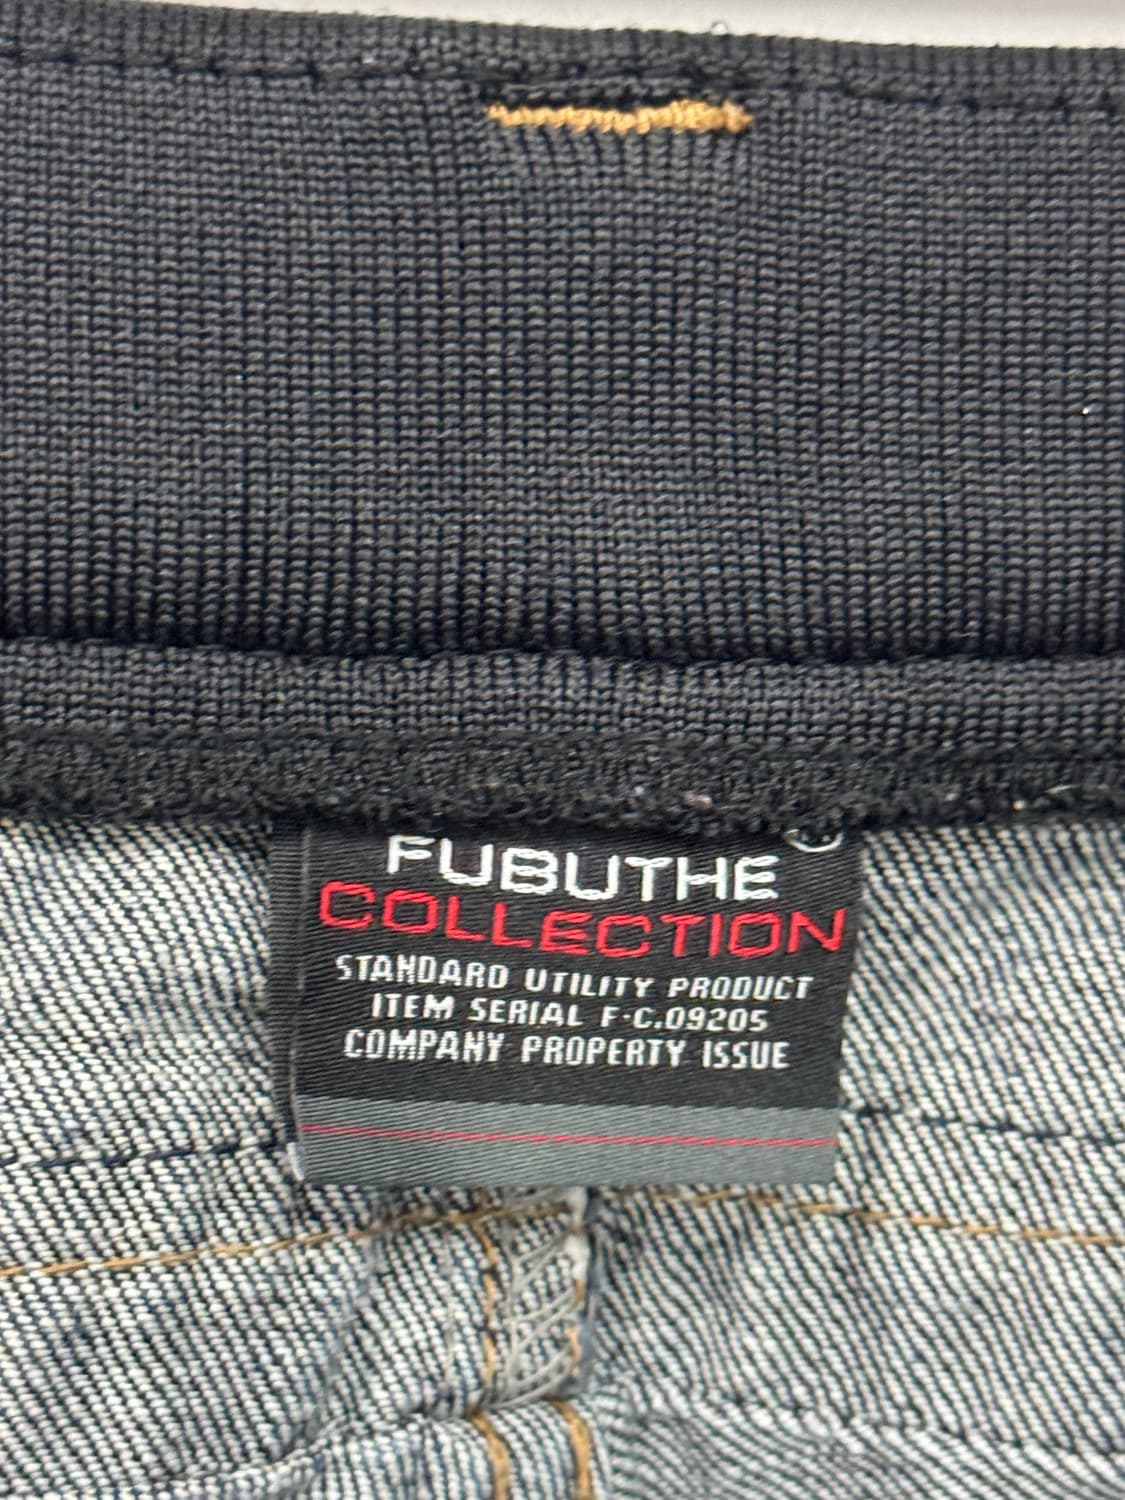 FUBUTHE
COLLECTION
STANDARD UTILITY PRODUCT
ITEM SERIAL F·C.09205
COMPANY PROPERTY ISSUE